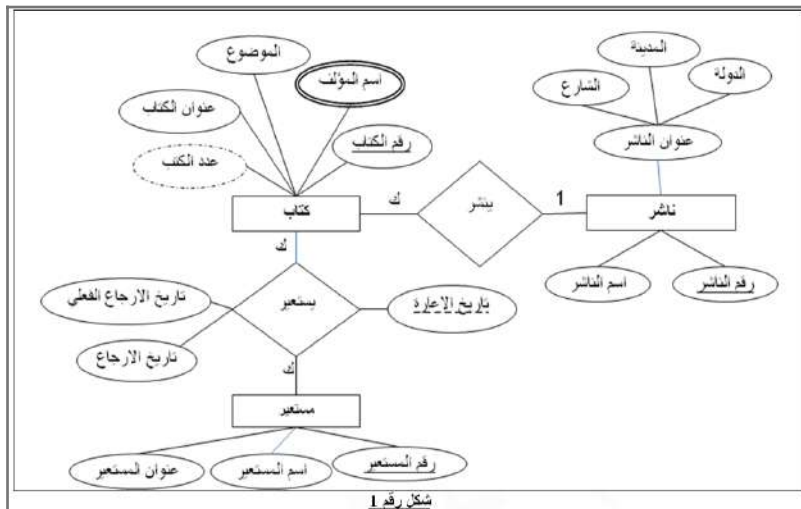 الموضوع
المدينة
اسم المؤلف
الشارع
الدولة
عنوان الكتاب
رقم الكتاب
عنوان الناشر
عدد الكتب
كتاب
ك
ينشر
1
ناشر
ك
اسم الناشر
رقم الناشر
تاريخ الارجاع الفعلي
يستعير
تاريخ الاعارة
تاريخ الارجاع
ك
مستعير
عنوان المستعير
اسم المستعير
رقم المستعير
شكل رقم 1